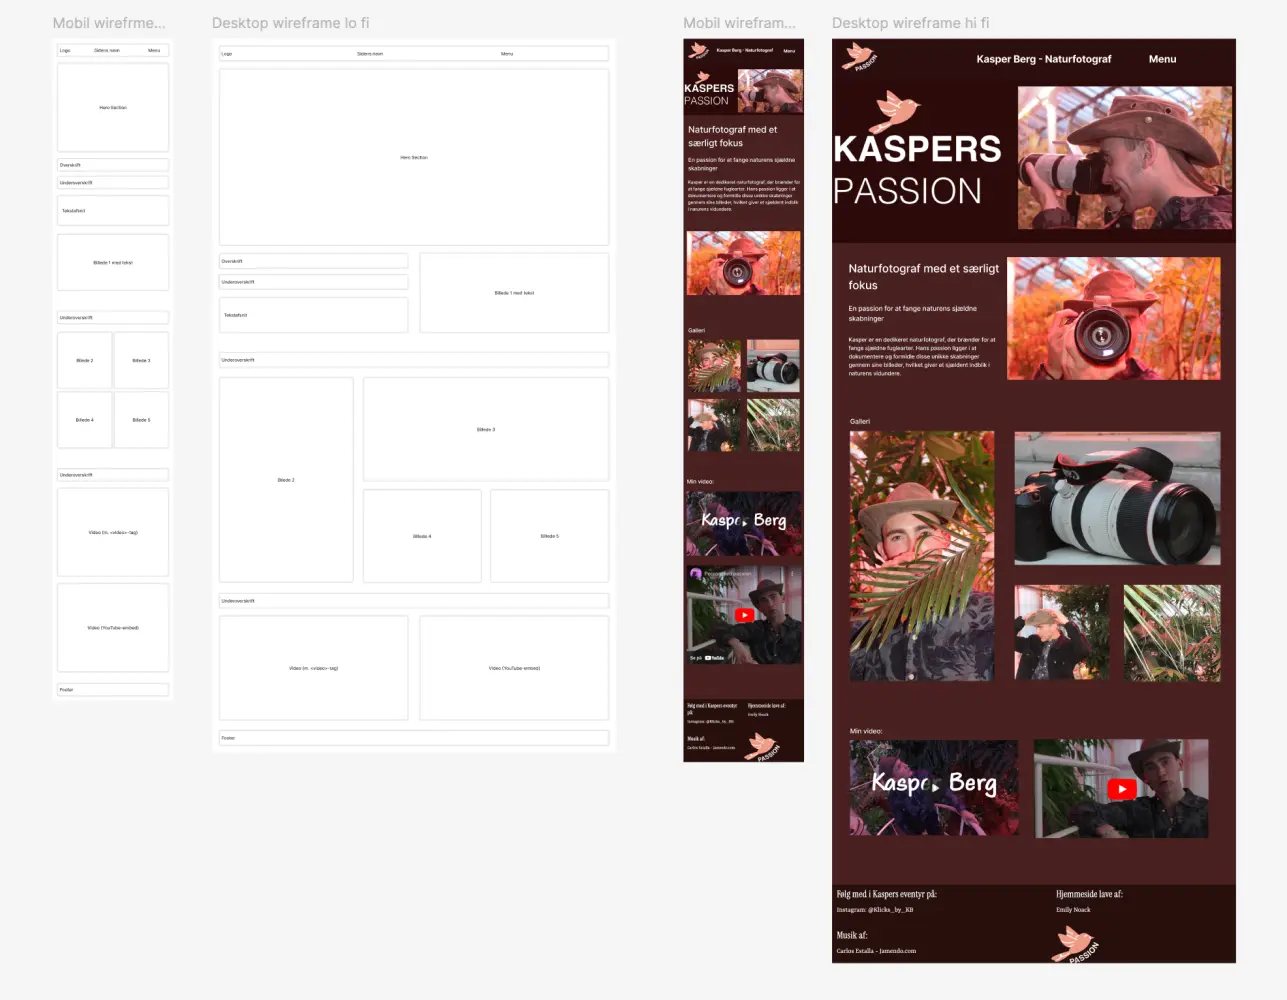 Mobil wirefrme...
Logo
Sidens navn
Menu
Hero Section
Overskrift
Underoverskrift
Tekstafsnit
Billede 1 med tekst
Underoverskrift
Billede 2
Billede 3
Billede 4
Billede 5
Underoverskrift
Video (m. <video>-tag)
Video (YouTube-embed)
Footer
Desktop wireframe lo fi
Logo
Sidens navn
Menu
Hero Section
Overskrift
Underoverskrift
Tekstafsnit
Billede 1 med tekst
Underoverskrift
Billede 2
Billede 3
Billede 4
Billede 5
Underoverskrift
Video (m. <video>-tag)
Video (YouTube-embed)
Footer
Mobil wirefram...
PASSION
Kasper Berg - Naturfotograf
Menu
KASPERS
PASSION
Naturfotograf med et
særligt fokus
En passion for at fange naturens sjældne
skabninger
Kasper er en dedikeret naturfotograf, der brænder for
at fange sjældne fuglearter. Hans passion ligger i at
dokumentere og formidle disse unikke skabninger
gennem sine billeder, hvilket giver et sjældent indblik
i naturens vidundere.
Galleri
Min video:
Kasper Berg
Se på YouTube
Følg med i Kaspers eventyr
på:
Instagram: @Klicks_by_KB
Hjemmeside lave af:
Emily Noack
Musik af:
Carlos Estalla - Jamendo.com
PASSION
Desktop wireframe hi fi
PASSION
Kasper Berg - Naturfotograf
Menu
KASPERS
PASSION
Naturfotograf med et særligt
fokus
En passion for at fange naturens sjældne
skabninger
Kasper er en dedikeret naturfotograf, der brænder for at
fange sjældne fuglearter. Hans passion ligger i at
dokumentere og formidle disse unikke skabninger
gennem sine billeder, hvilket giver et sjældent indblik i
naturens vidundere.
Galleri
Min video:
Kasper Berg
Følg med i Kaspers eventyr på:
Instagram: @Klicks_by_KB
Hjemmeside lave af:
Emily Noack
Musik af:
Carlos Estalla - Jamendo.com
PASSION